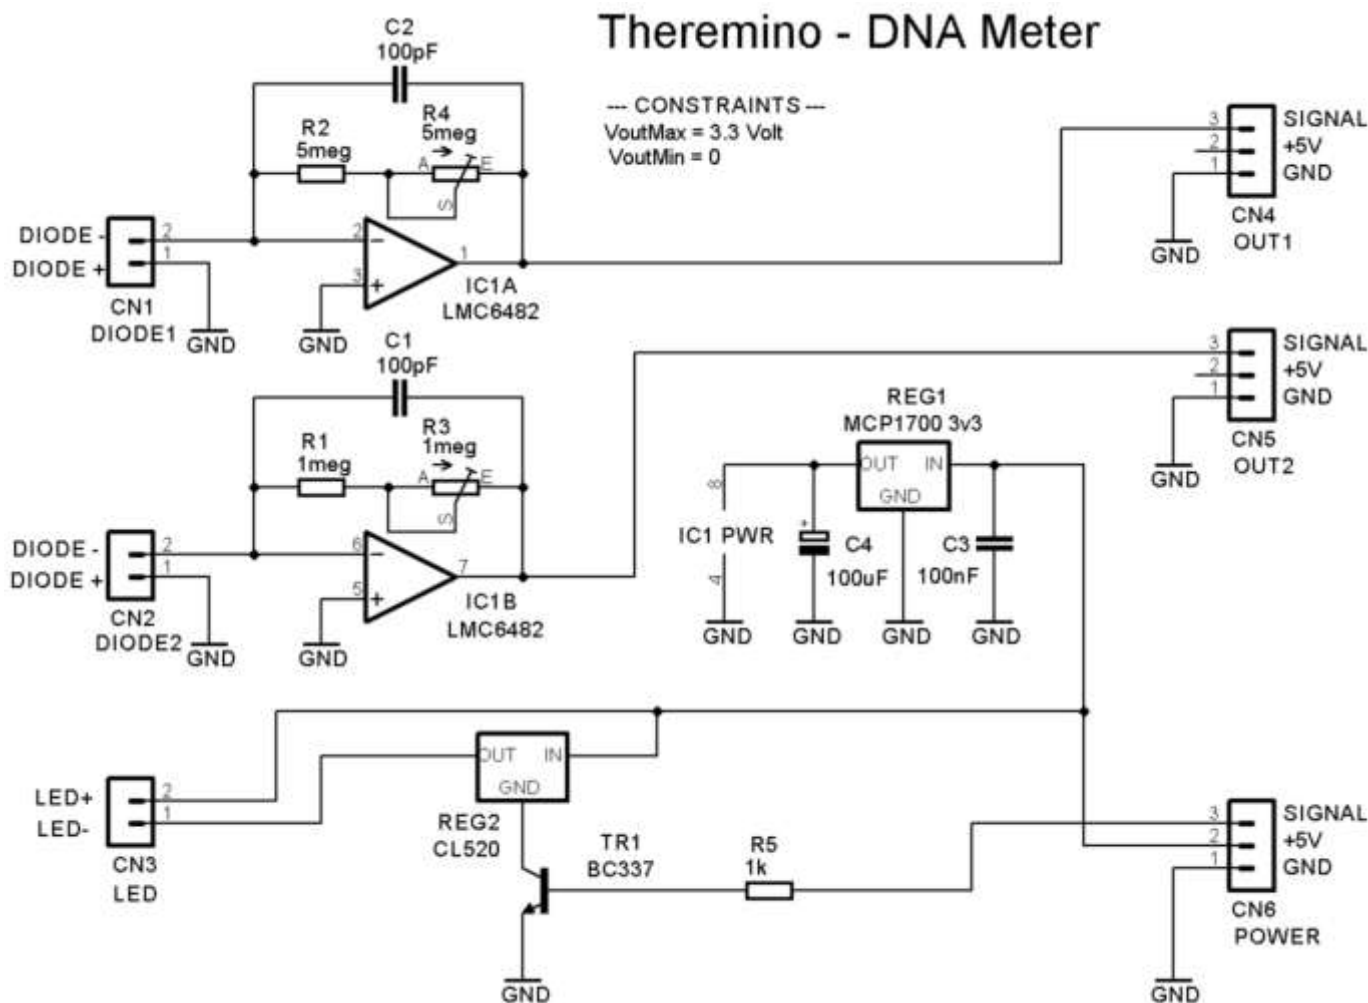 Theremino - DNA Meter
--- CONSTRAINTS ---
VoutMax = 3.3 Volt
VoutMin = 0
C2
100pF
R2
5meg
R4
5meg
A
E
S
DIODE -
DIODE +
2
1
CN1
DIODE1
GND
2
3
1
-
+
IC1A
LMC6482
GND
3
2
1
SIGNAL
+5V
GND
CN4
OUT1
GND
C1
100pF
R1
1meg
R3
1meg
A
E
S
DIODE -
DIODE +
2
1
CN2
DIODE2
GND
6
5
7
-
+
IC1B
LMC6482
GND
3
2
1
SIGNAL
+5V
GND
CN5
OUT2
GND
REG1
MCP1700 3v3
OUT IN
GND
8
IC1 PWR
4
GND
+
C4
100uF
GND
GND
C3
100nF
GND
LED+
LED-
2
1
CN3
LED
OUT IN
GND
REG2
CL520
TR1
BC337
R5
1k
GND
3
2
1
SIGNAL
+5V
GND
CN6
POWER
GND